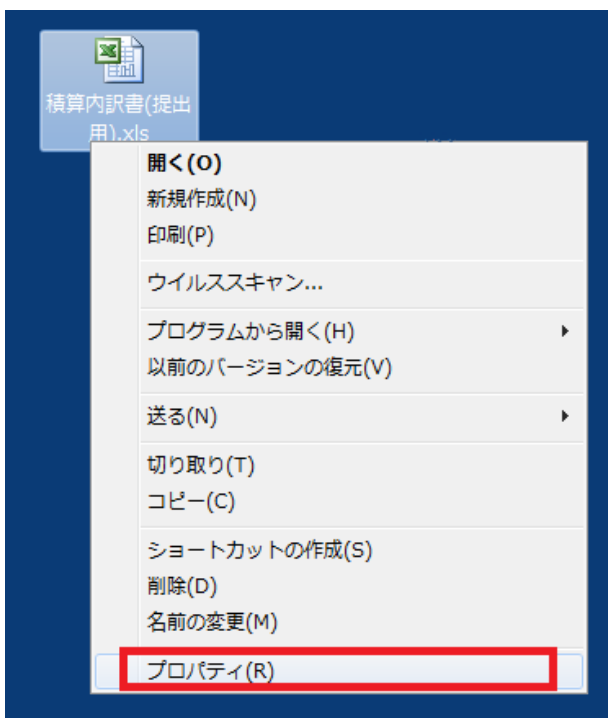 積算内訳書(提出
用).xls
開く(O)
新規作成(N)
印刷(P)
ウイルススキャン...
プログラムから開く(H)
以前のバージョンの復元(V)
送る(N)
切り取り(T)
コピー(C)
ショートカットの作成(S)
削除(D)
名前の変更(M)
プロパティ(R)